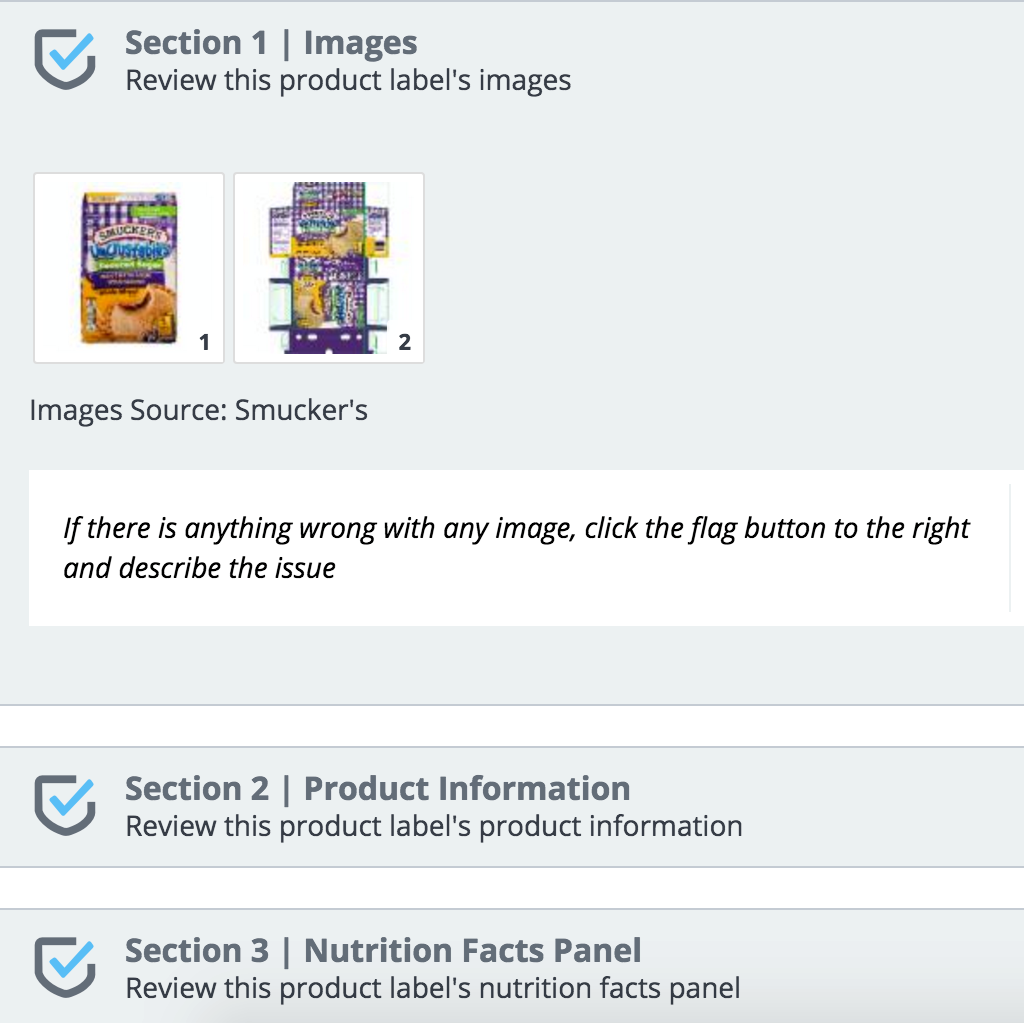 Section 1 | Images
Review this product label's images
SMUCKER'S
UnCrustables
1
2
Images Source: Smucker's
If there is anything wrong with any image, click the flag button to the right
and describe the issue
Section 2 | Product Information
Review this product label's product information
Section 3 | Nutrition Facts Panel
Review this product label's nutrition facts panel